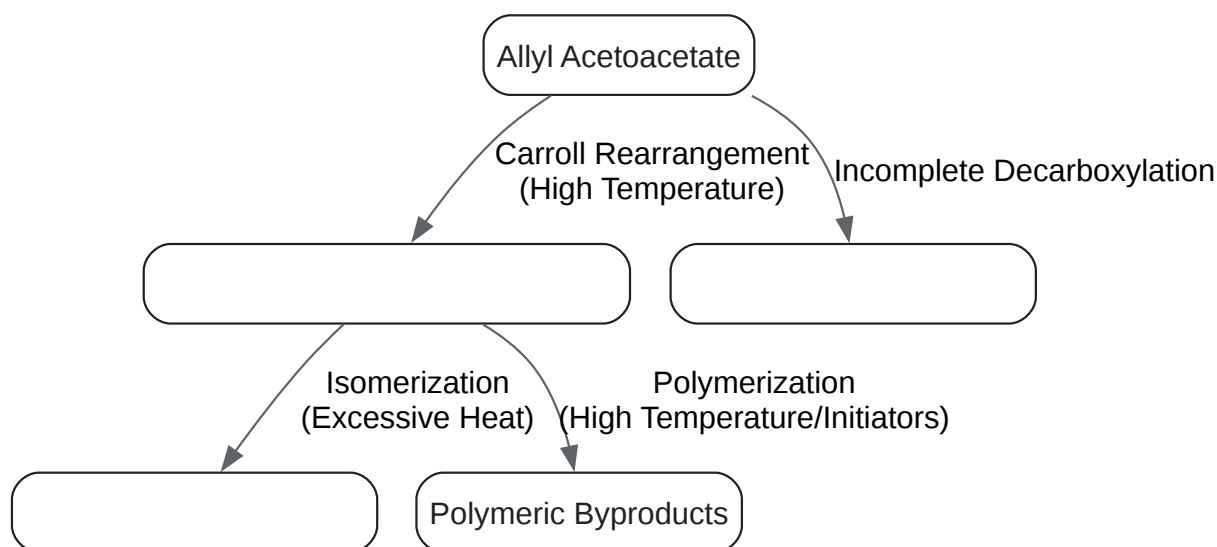 Allyl Acetoacetate
Carroll Rearrangement
(High Temperature)
Incomplete Decarboxylation
Isomerization
(Excessive Heat)
Polymerization
(High Temperature/Initiators)
Polymeric Byproducts